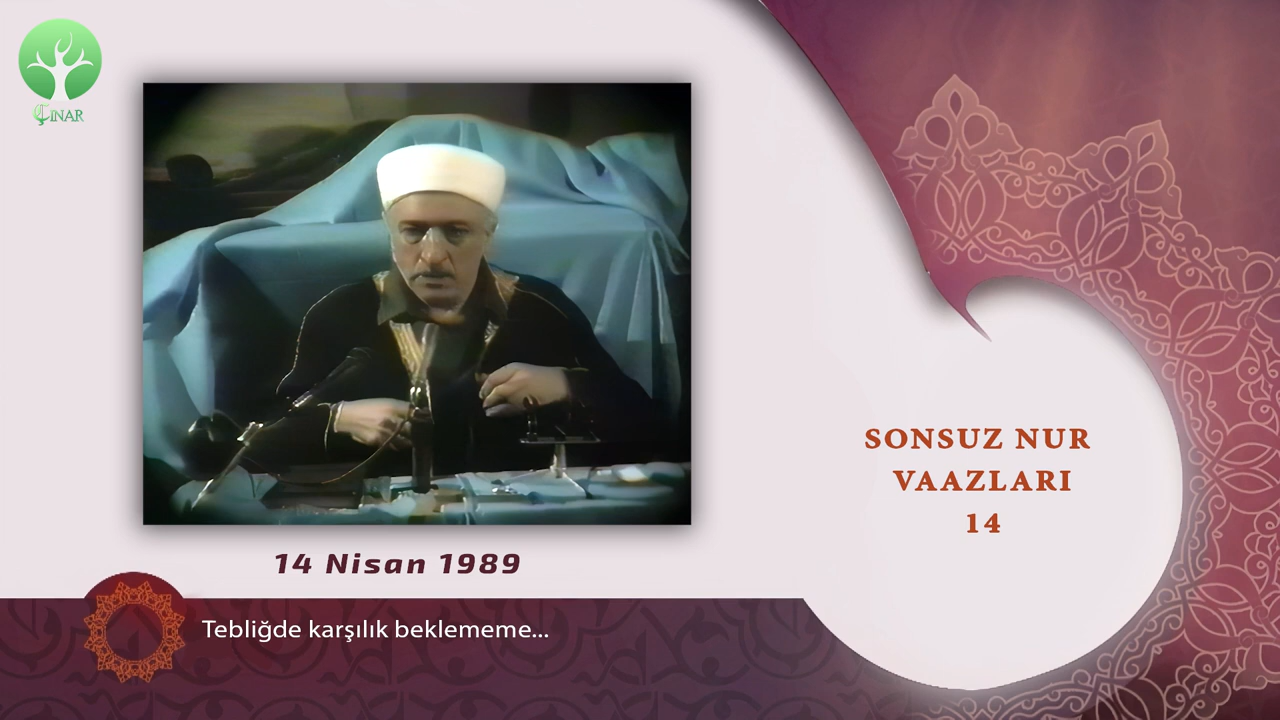 ÇINAR
14 Nisan 1989
Tebliğde karşılık beklememe...
SONSUZ NUR
VAAZLARI
14